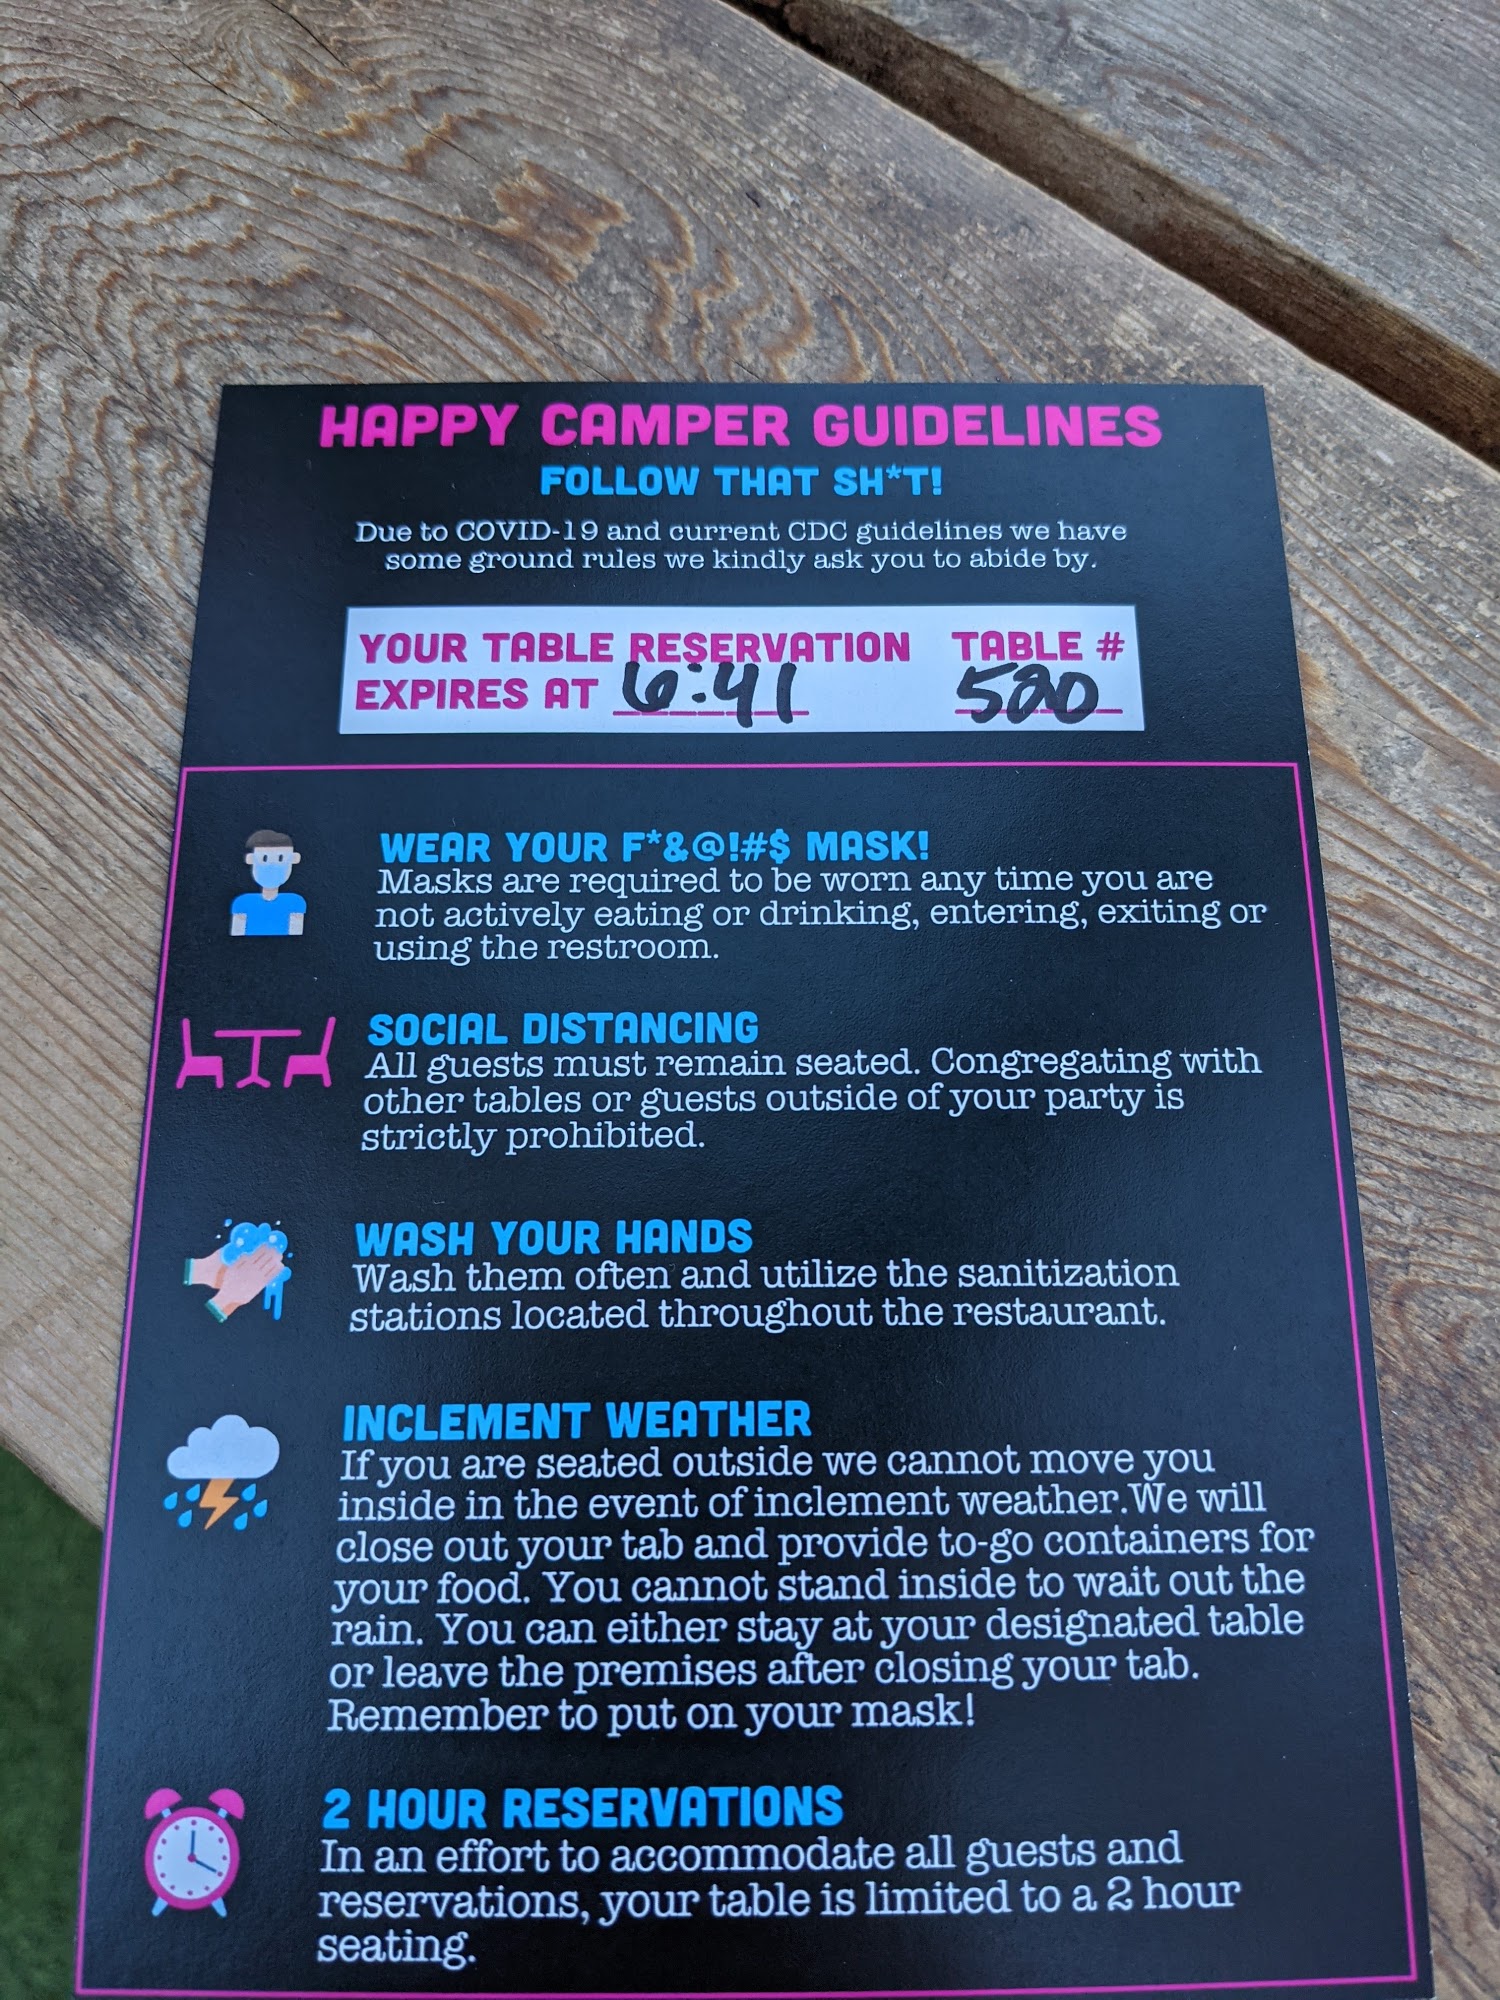 HAPPY CAMPER GUIDELINES
FOLLOW THAT SH*T!
Due to COVID-19 and current CDC guidelines we have
some ground rules we kindly ask you to abide by.
YOUR TABLE RESERVATION
EXPIRES AT 6:41
TABLE #
500
WEAR YOUR F*&@!#$ MASK!
Masks are required to be worn any time you are
not actively eating or drinking, entering, exiting or
using the restroom.
SOCIAL DISTANCING
All guests must remain seated. Congregating with
other tables or guests outside of your party is
strictly prohibited.
WASH YOUR HANDS
Wash them often and utilize the sanitization
stations located throughout the restaurant.
INCLEMENT WEATHER
If you are seated outside we cannot move you
inside in the event of inclement weather.We will
close out your tab and provide to-go containers for
your food. You cannot stand inside to wait out the
rain. You can either stay at your designated table
or leave the premises after closing your tab.
Remember to put on your mask!
2 HOUR RESERVATIONS
In an effort to accommodate all guests and
reservations, your table is limited to a 2 hour
seating.